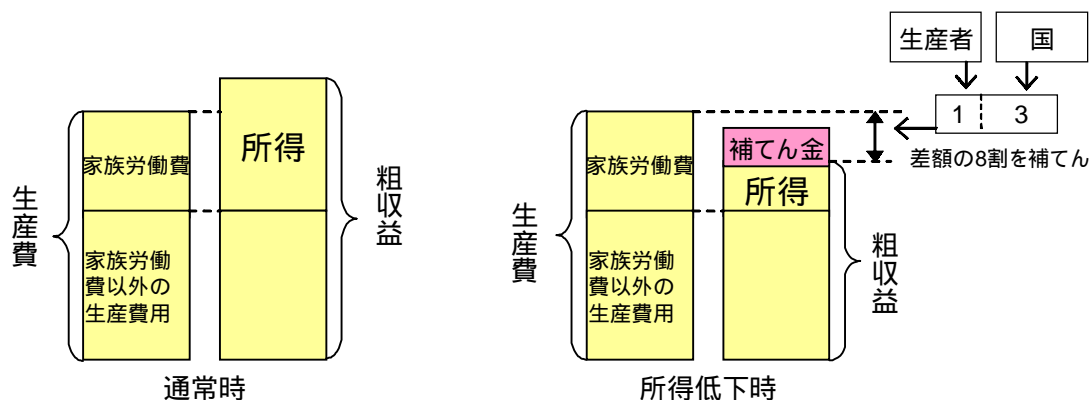 生産費
家族労働費
家族労働
費以外の
生産費用
所得
粗収益
通常時
生産費
家族労働費
家族労働
費以外の
生産費用
補てん金
所得
粗収益
所得低下時
生産者
国
1
3
差額の8割を補てん